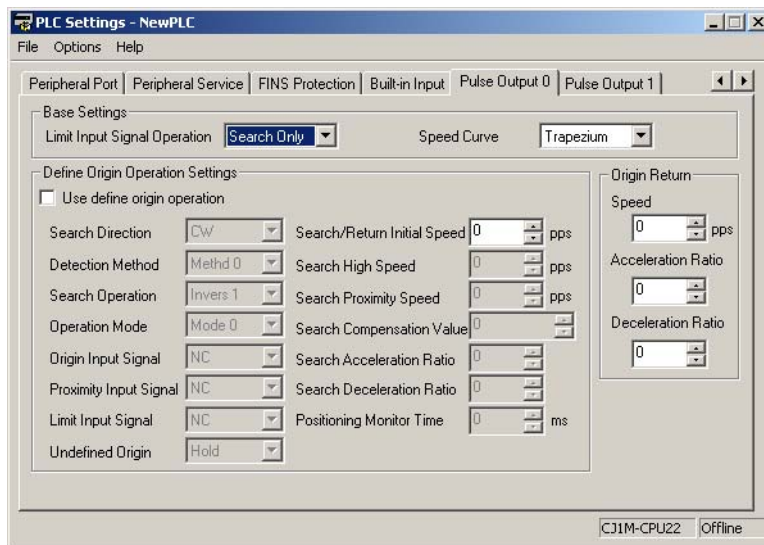 PLC Settings - NewPLC
File Options Help
Peripheral Port Peripheral Service FINS Protection Built-in Input Pulse Output 0 Pulse Output 1
Base Settings
Limit Input Signal Operation Search Only Speed Curve Trapezium
Define Origin Operation Settings
Use define origin operation
Search Direction CW Search/Return Initial Speed 0 pps
Detection Method Methd 0 Search High Speed 0 pps
Search Operation Invers 1 Search Proximity Speed 0 pps
Operation Mode Mode 0 Search Compensation Value 0
Origin Input Signal NC Search Acceleration Ratio 0
Proximity Input Signal NC Search Deceleration Ratio 0
Limit Input Signal NC Positioning Monitor Time 0 ms
Undefined Origin Hold
Origin Return
Speed
0 pps
Acceleration Ratio
0
Deceleration Ratio
0
CJ1M-CPU22 Offline